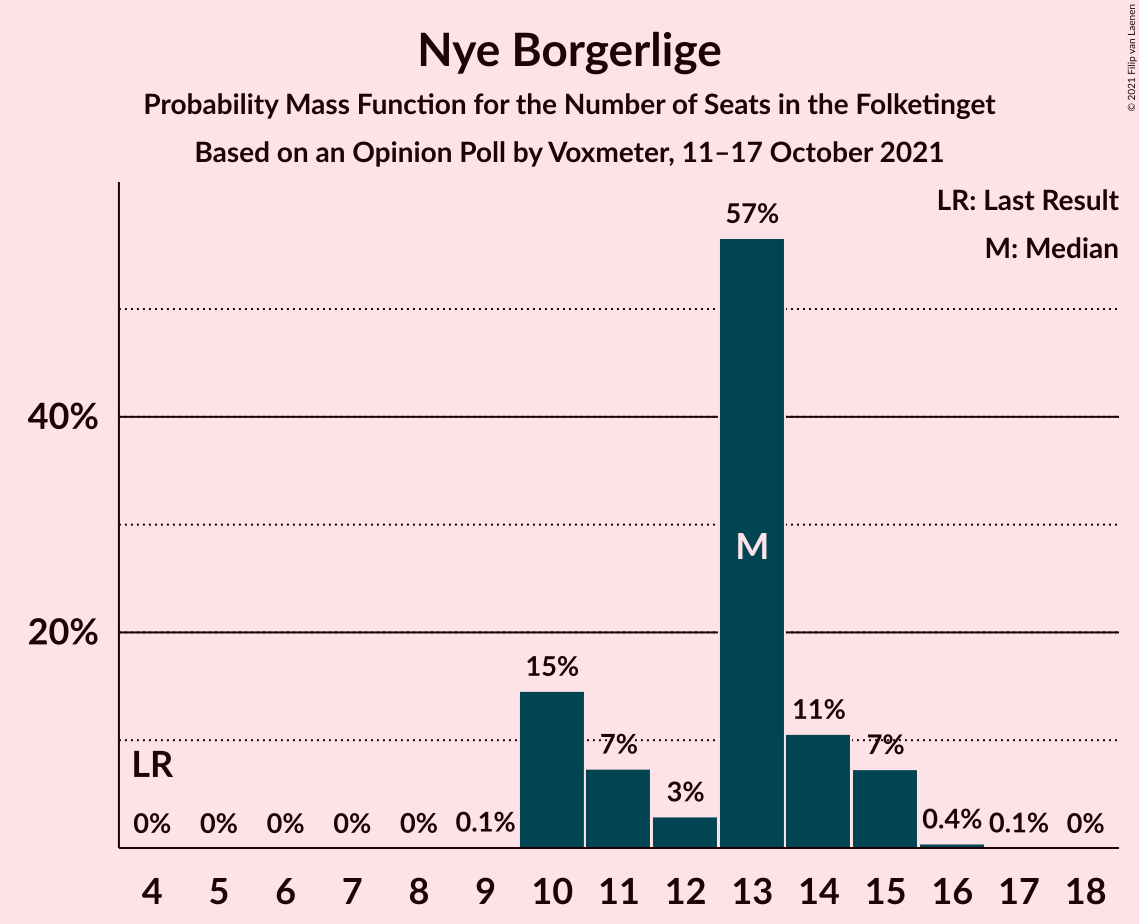 Nye Borgerlige
Probability Mass Function for the Number of Seats in the Folketinget
Based on an Opinion Poll by Voxmeter, 11–17 October 2021
© 2021 Filip van Laenen
LR: Last Result
M: Median
57%
40%
M
20%
15%
11%
7%
7%
LR
3%
0%
0%
0%
0%
0%
0.1%
0.4%
0.1%
0%
4 5 6 7 8 9 10 11 12 13 14 15 16 17 18